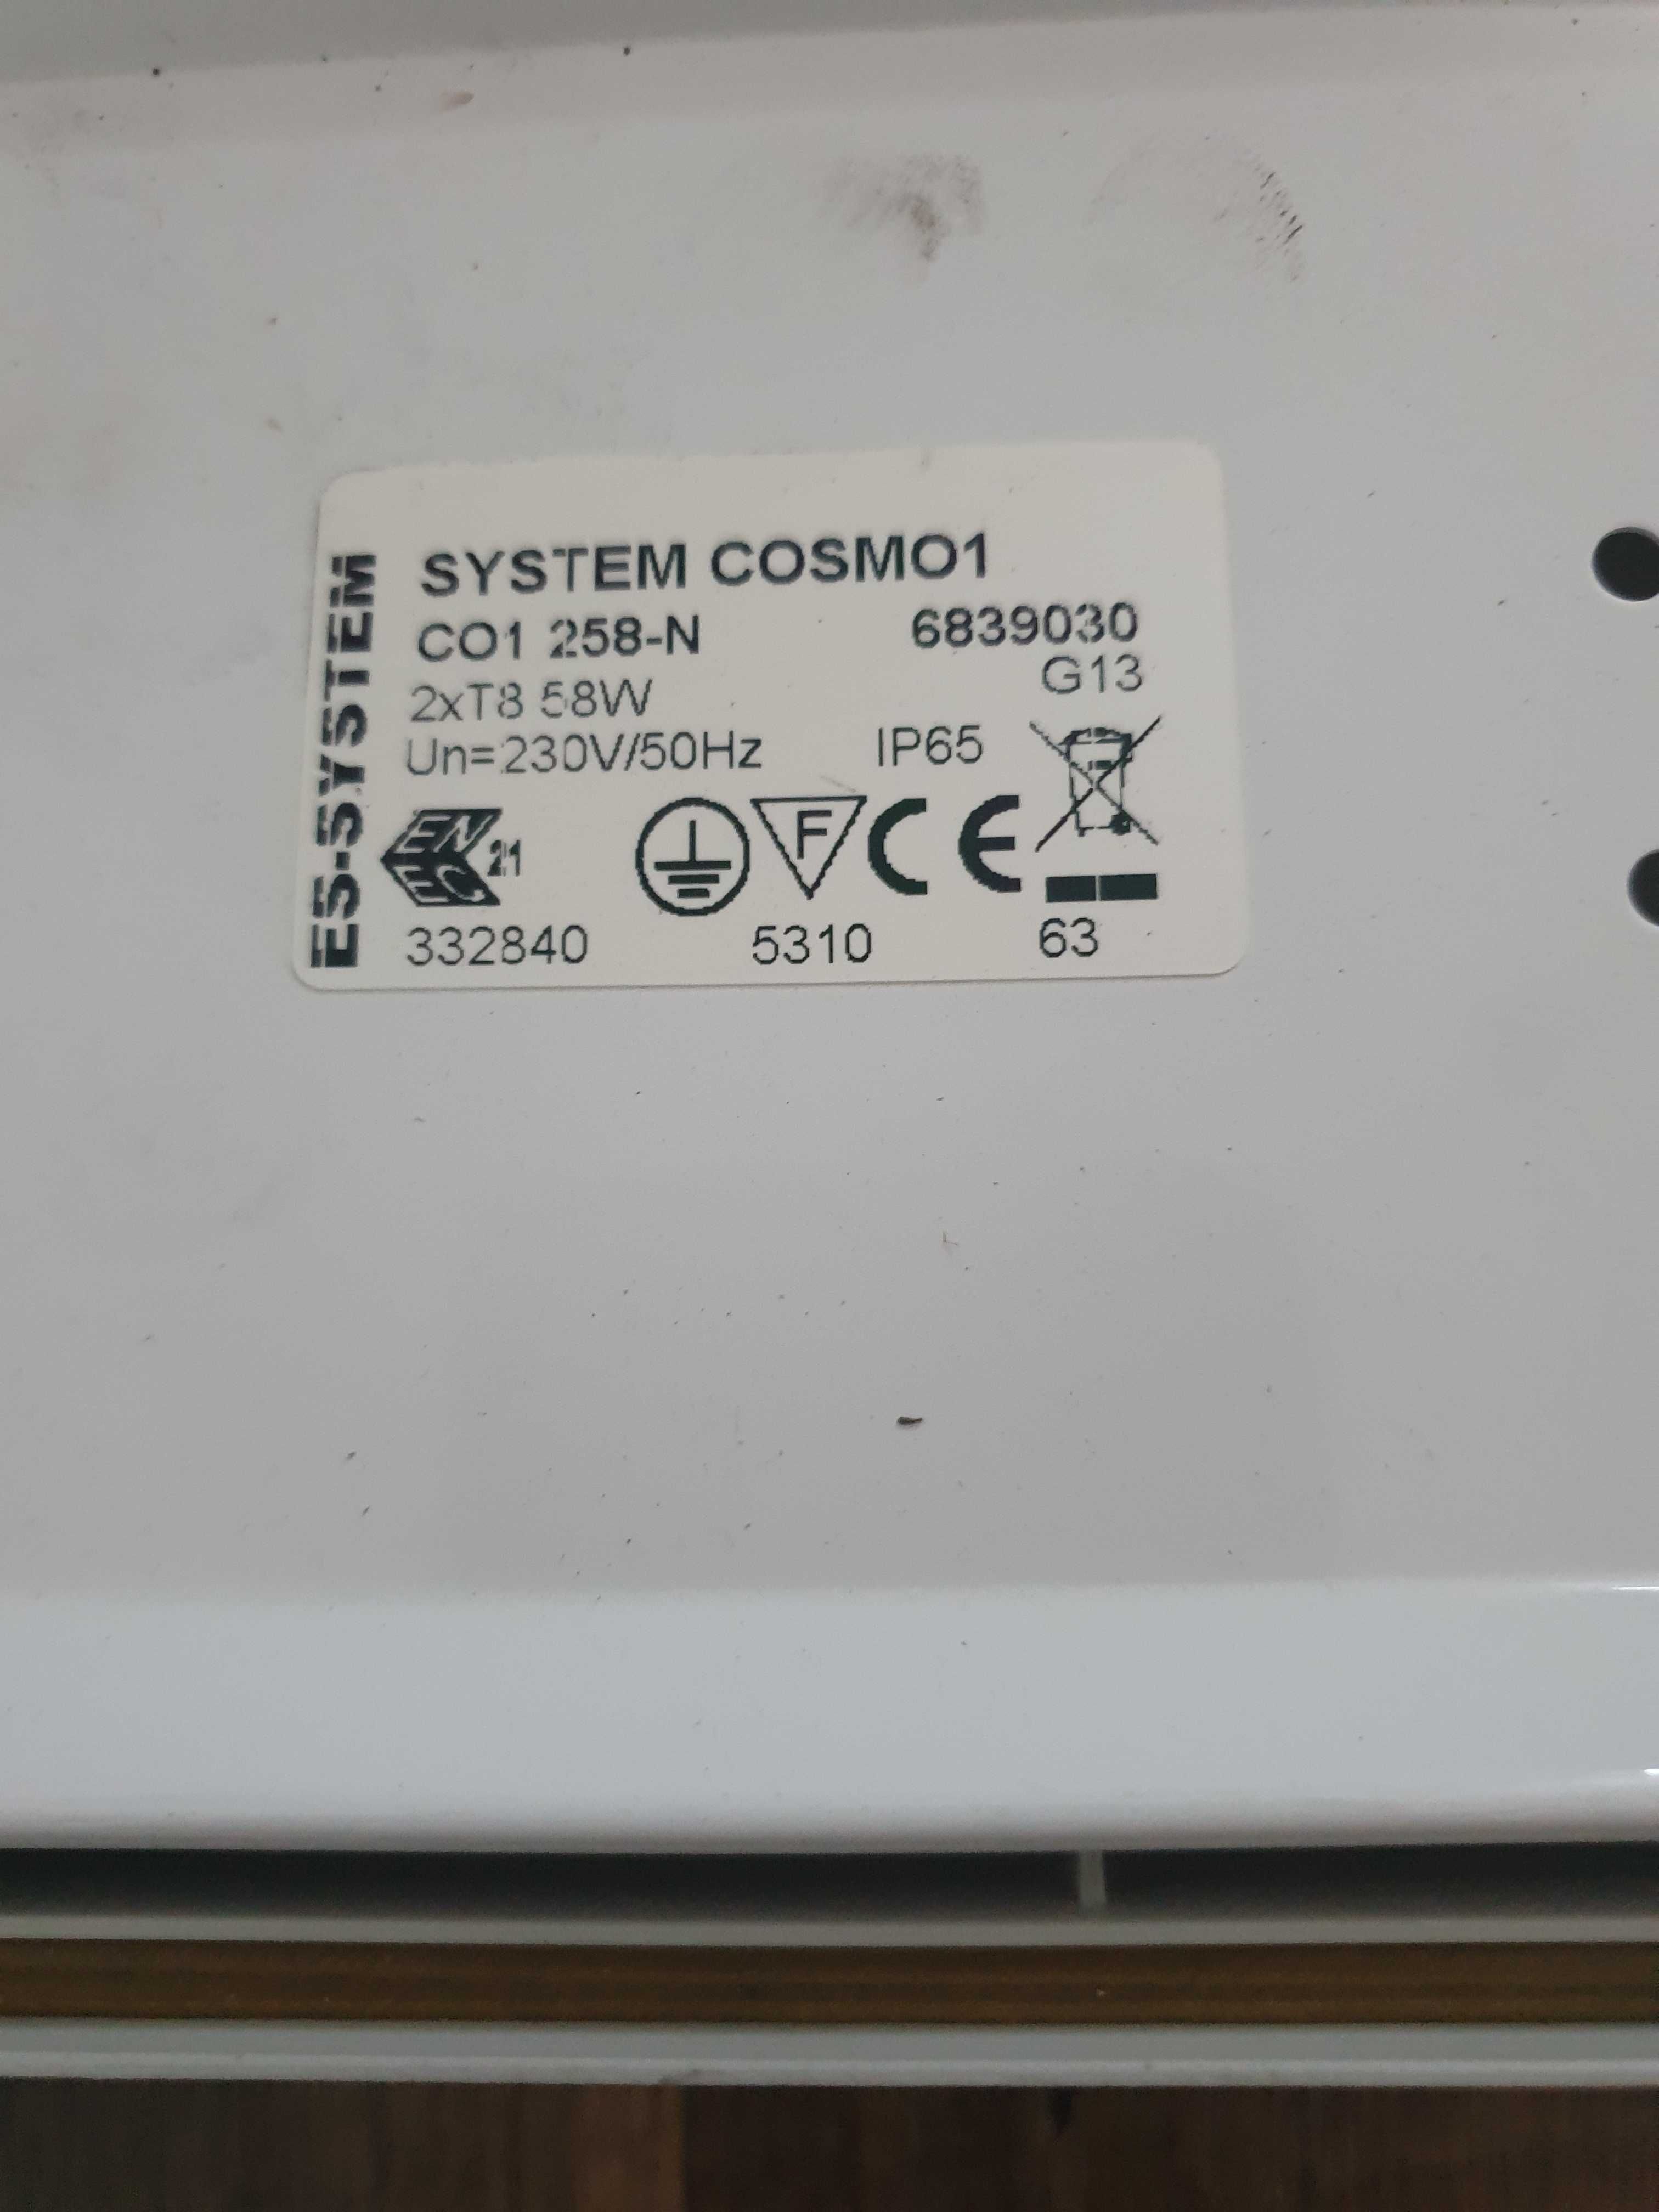 ES-SYSTEM
SYSTEM COSMO1
CO1 258-N 6839030
2xT8 58W G13
Un=230V/50Hz IP65
ENEC 21 F CE
332840 5310 63